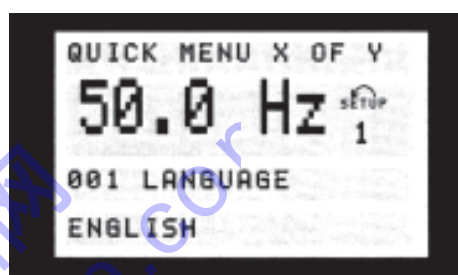 QUICK MENU X OF Y
50.0 Hz SETUP
1
001 LANGUAGE
ENGLISH